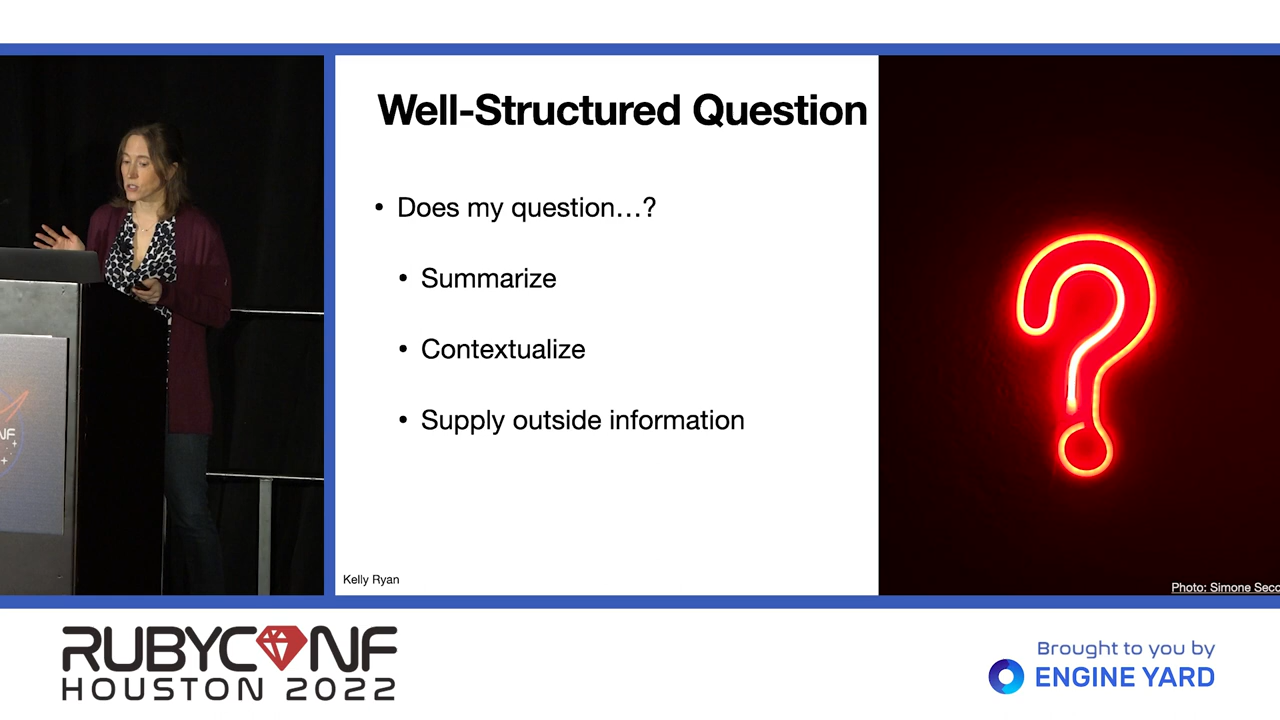 Well-Structured Question
• Does my question…?
• Summarize
• Contextualize
• Supply outside information
Kelly Ryan
Photo: Simone Secc
NF
RUBYCONF
HOUSTON 2022
Brought to you by
ENGINE YARD